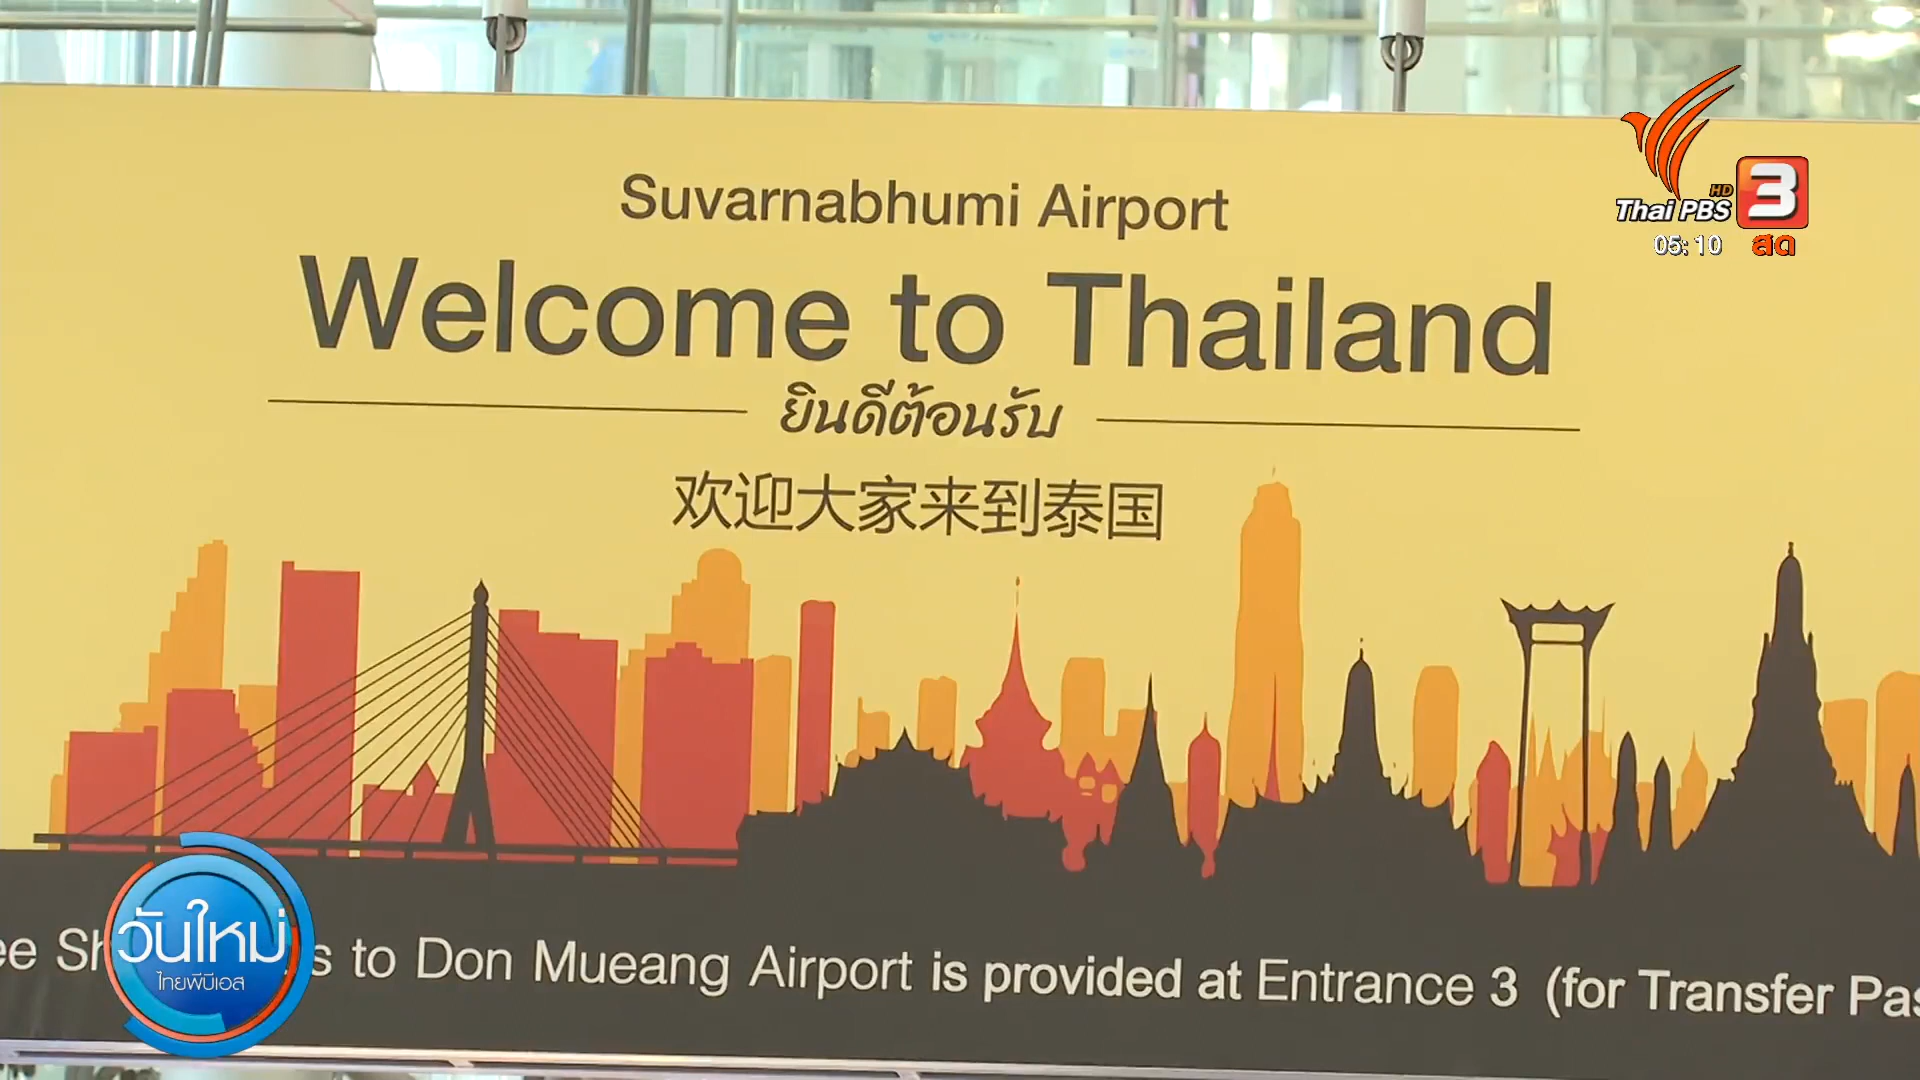 Suvarnabhumi Airport
Welcome to Thailand
ยินดีต้อนรับ
欢迎大家来到泰国
to Don Mueang Airport is provided at Entrance 3 (for Transfer
HD
Thai PBS 3
05:10 สด
วันใหม่
ไทยพีบีเอส